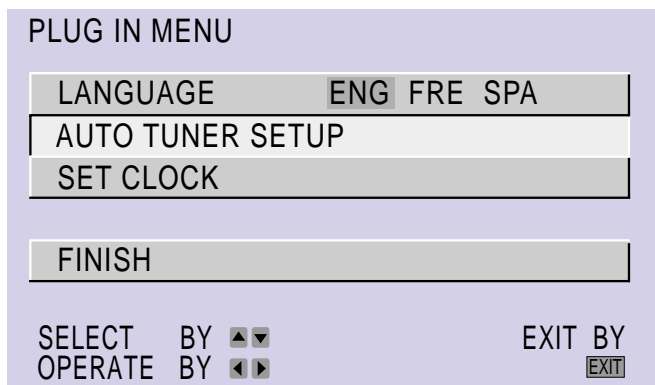 PLUG IN MENU
LANGUAGE ENG FRE SPA
AUTO TUNER SETUP
SET CLOCK
FINISH
SELECT BY ▲▼ EXIT BY
OPERATE BY ◀▶ EXIT